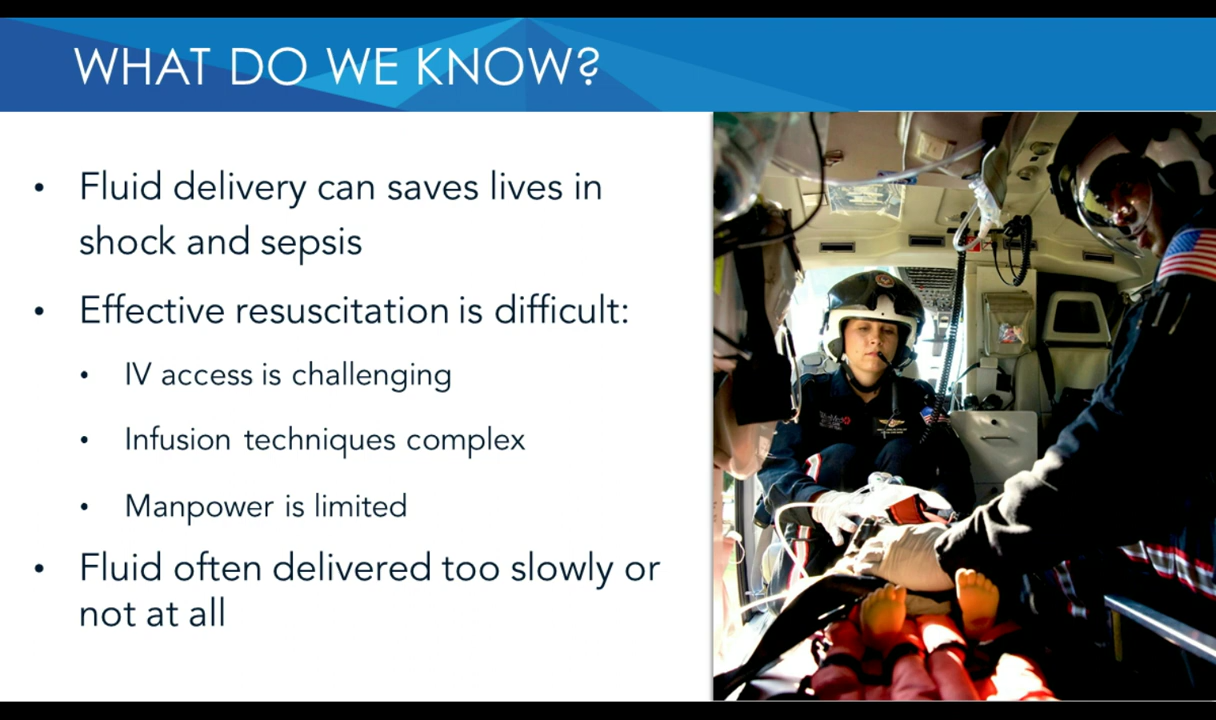 WHAT DO WE KNOW?
• Fluid delivery can saves lives in
shock and sepsis
• Effective resuscitation is difficult:
• IV access is challenging
• Infusion techniques complex
• Manpower is limited
• Fluid often delivered too slowly or
not at all